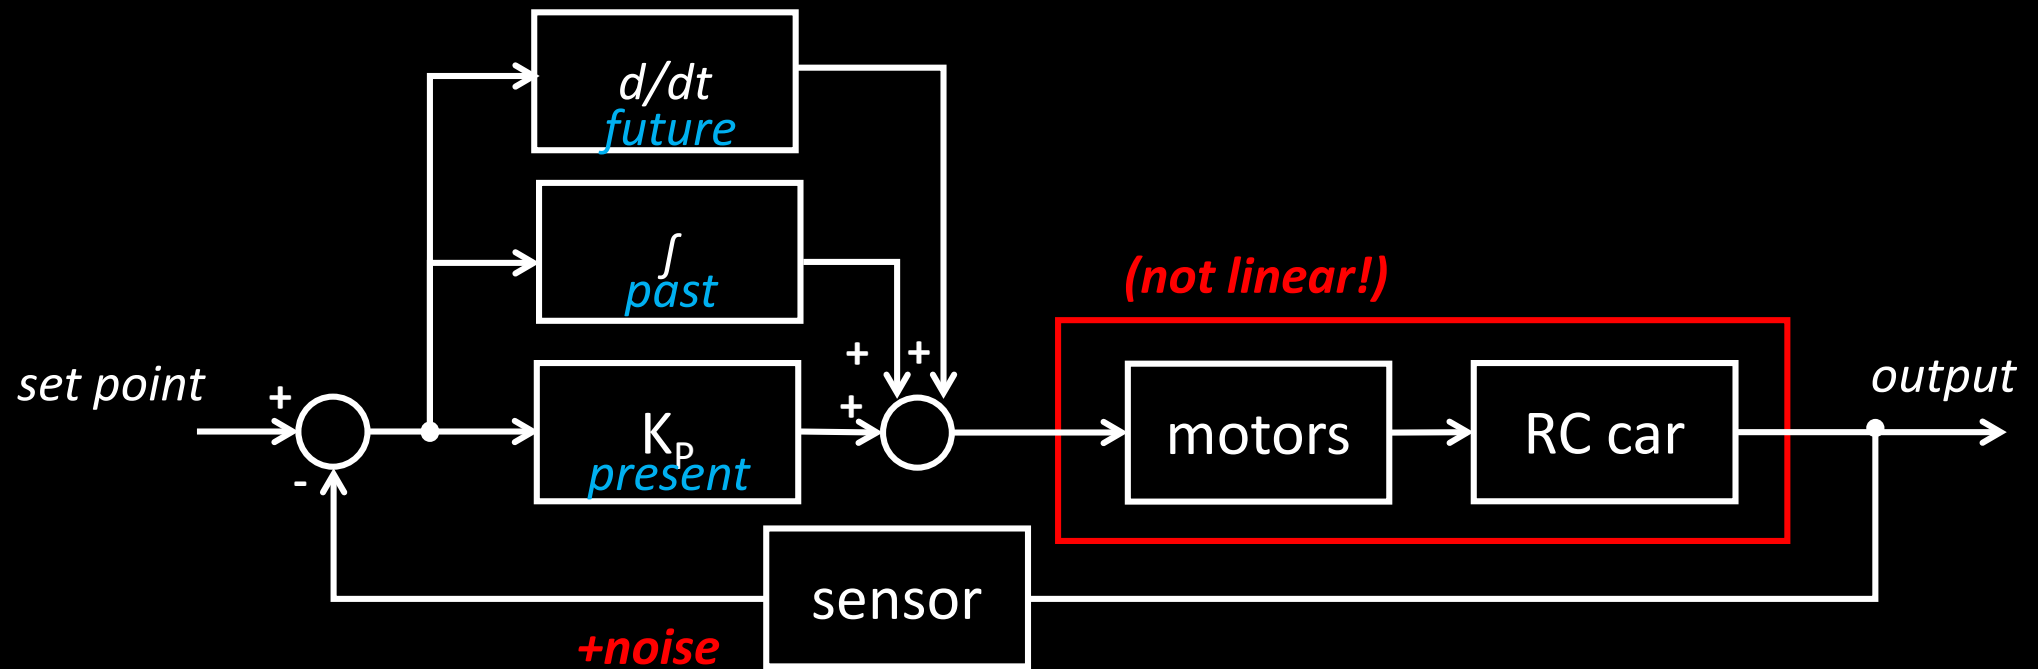 d/dt
future
∫
past
(not linear!)
set point
+
+
+
+
-
K_P
present
motors
RC car
output
sensor
+noise